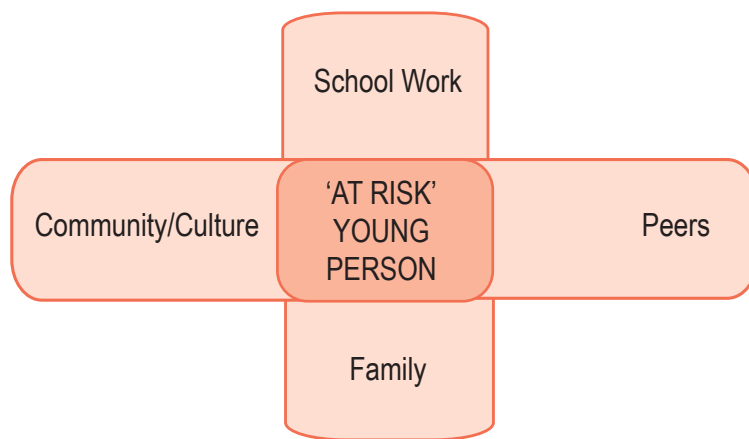 School Work
Community/Culture
‘AT RISK’
YOUNG
PERSON
Peers
Family